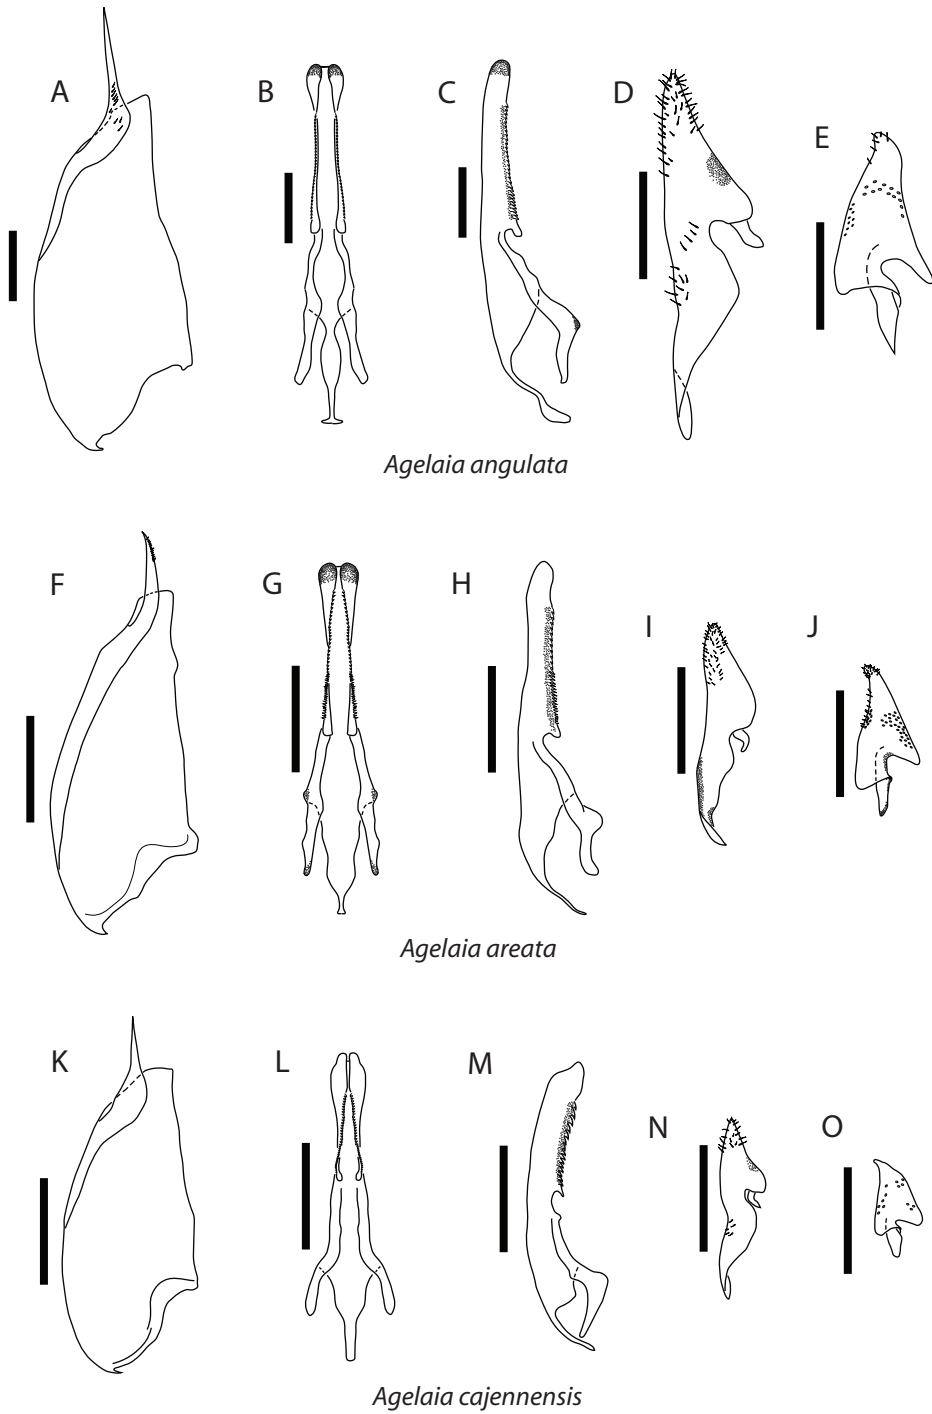 A B C D E
Agelaia angulata
F G H I J
Agelaia areata
K L M N O
Agelaia cajennensis